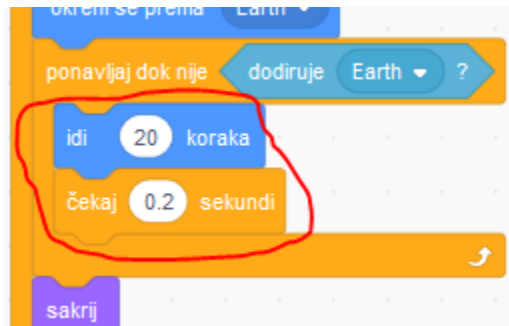 okreni se prema Earth
ponavljaj dok nije dodiruje Earth ?
idi 20 koraka
čekaj 0.2 sekundi
sakrij